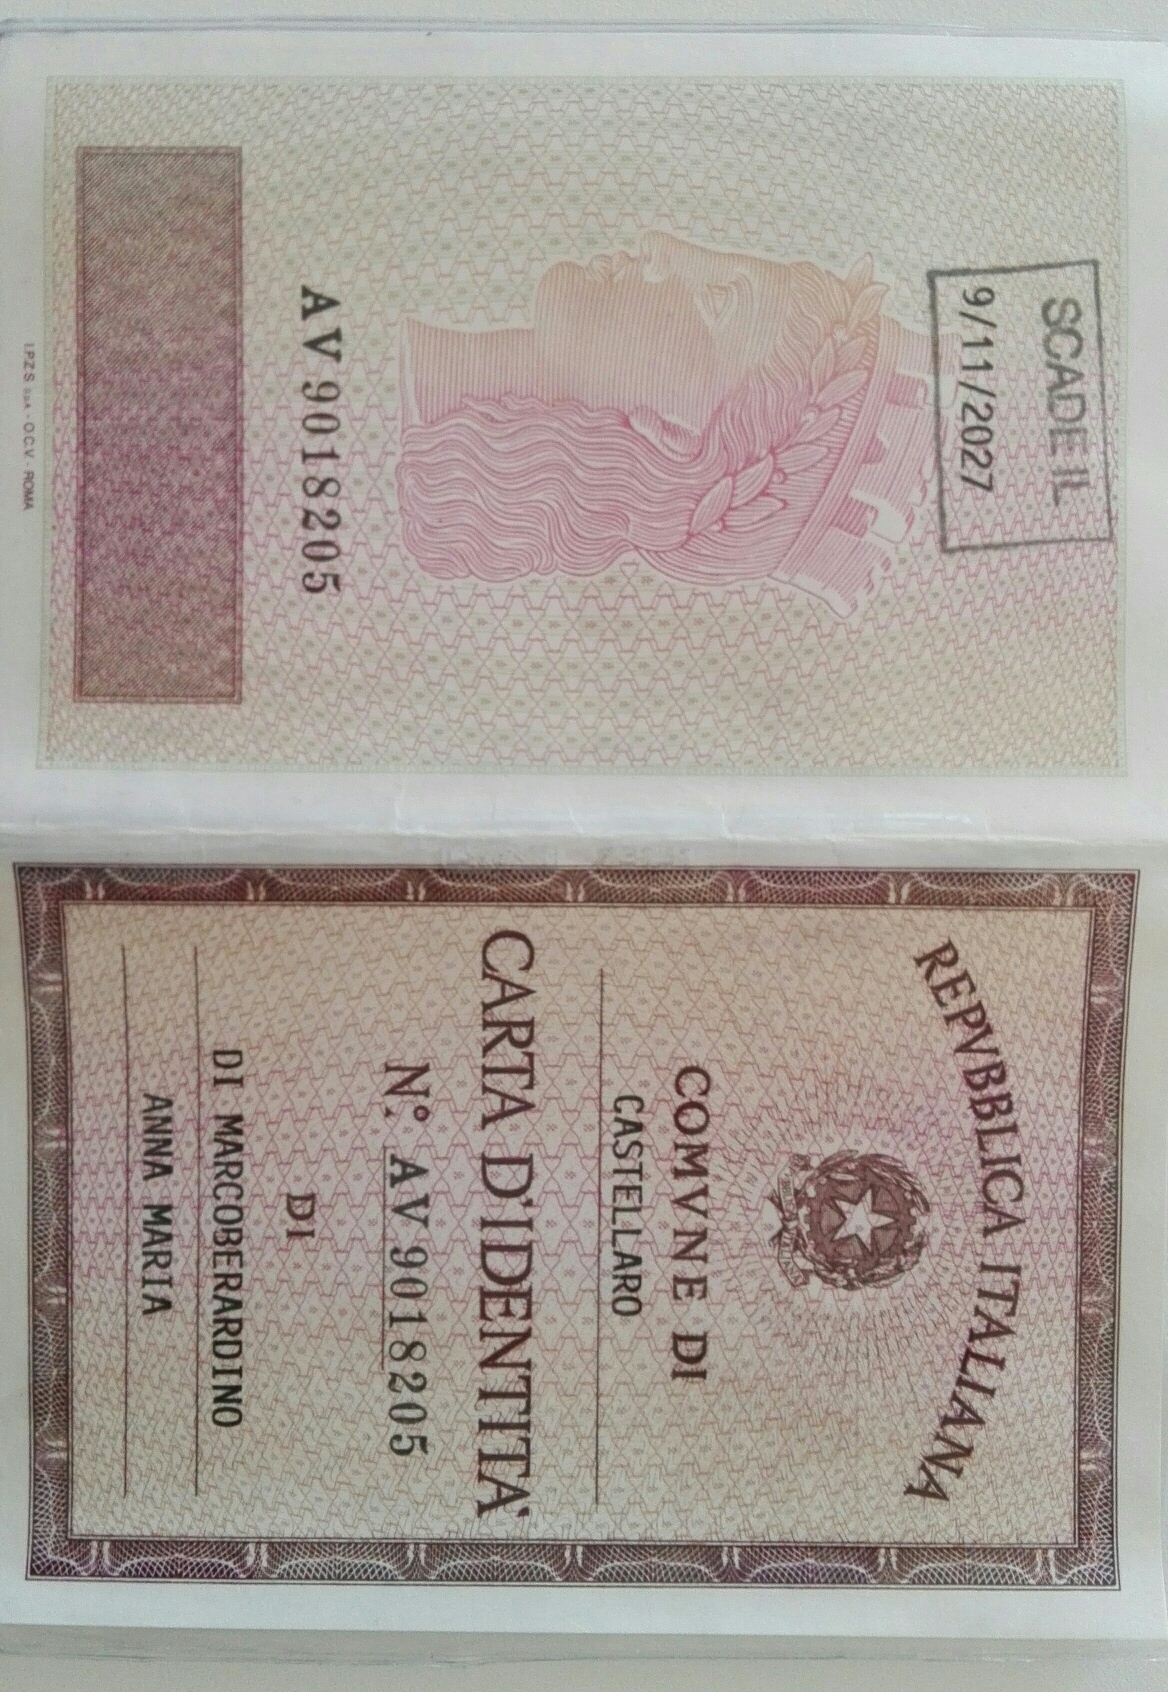 SCADE IL
9/11/2027
AV 9018205
I.P.Z.S. S.p.A. - O.C.V. - ROMA
REPVBBLICA ITALIANA
COMVNE DI
CASTELLARO
CARTA D'IDENTITA'
N.° AV 9018205
DI
DI MARCOBERARDINO
ANNA MARIA